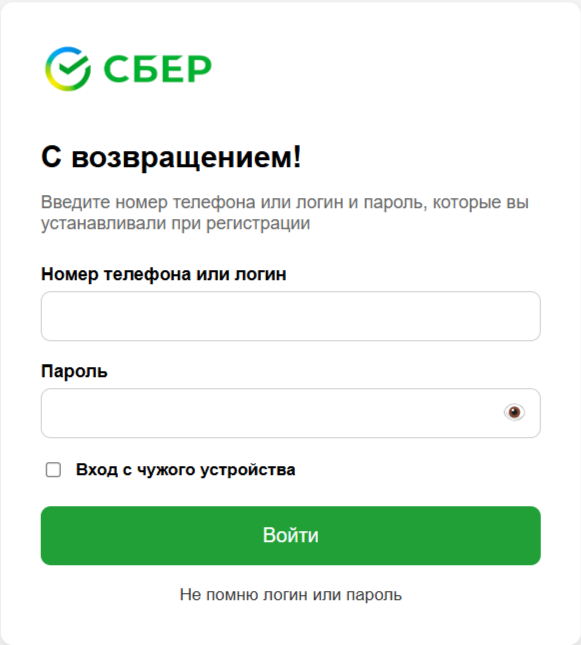 СБЕР
С возвращением!
Введите номер телефона или логин и пароль, которые вы
устанавливали при регистрации
Номер телефона или логин
Пароль
Вход с чужого устройства
Войти
Не помню логин или пароль